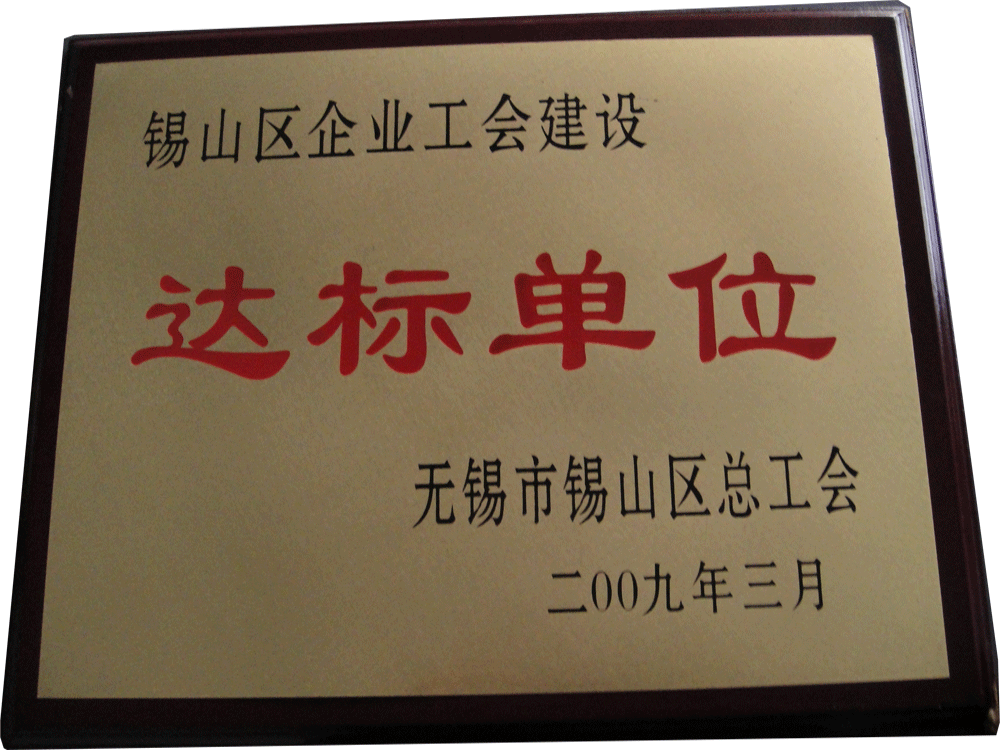 锡山区企业工会建设
达标单位
无锡市锡山区总工会
二00九年三月